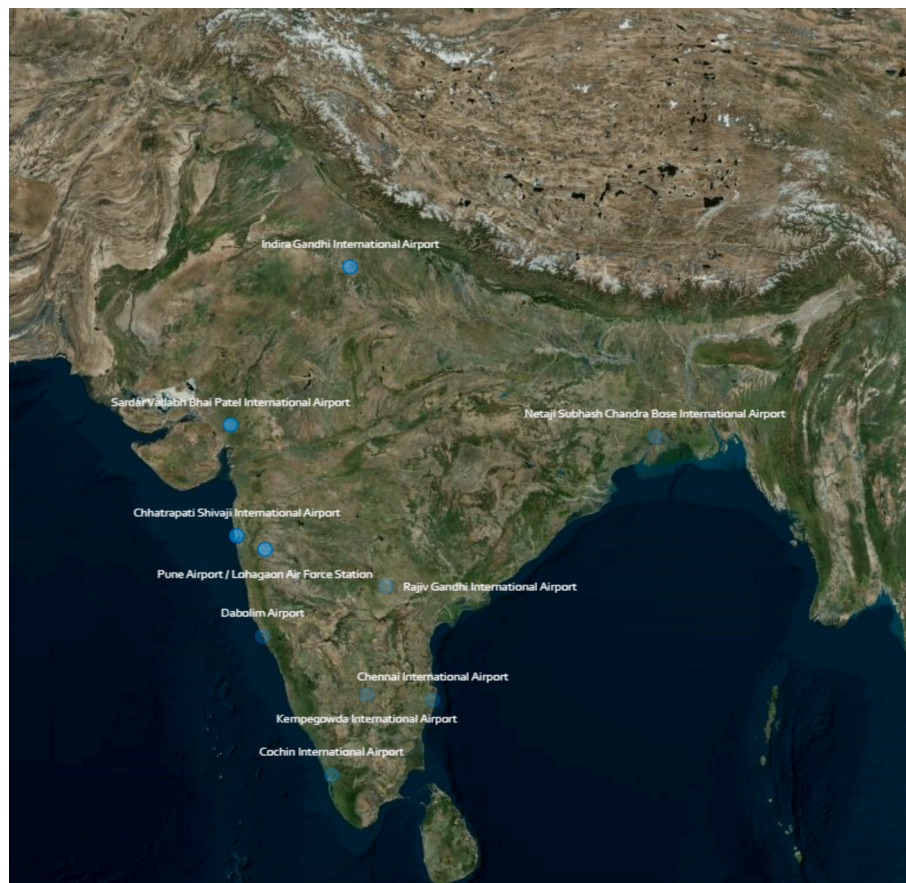 Indira Gandhi International Airport
Sardar Vallabh Bhai Patel International Airport
Netaji Subhash Chandra Bose International Airport
Chhatrapati Shivaji International Airport
Pune Airport / Lohagaon Air Force Station
Rajiv Gandhi International Airport
Dabolim Airport
Chennai International Airport
Kempegowda International Airport
Cochin International Airport